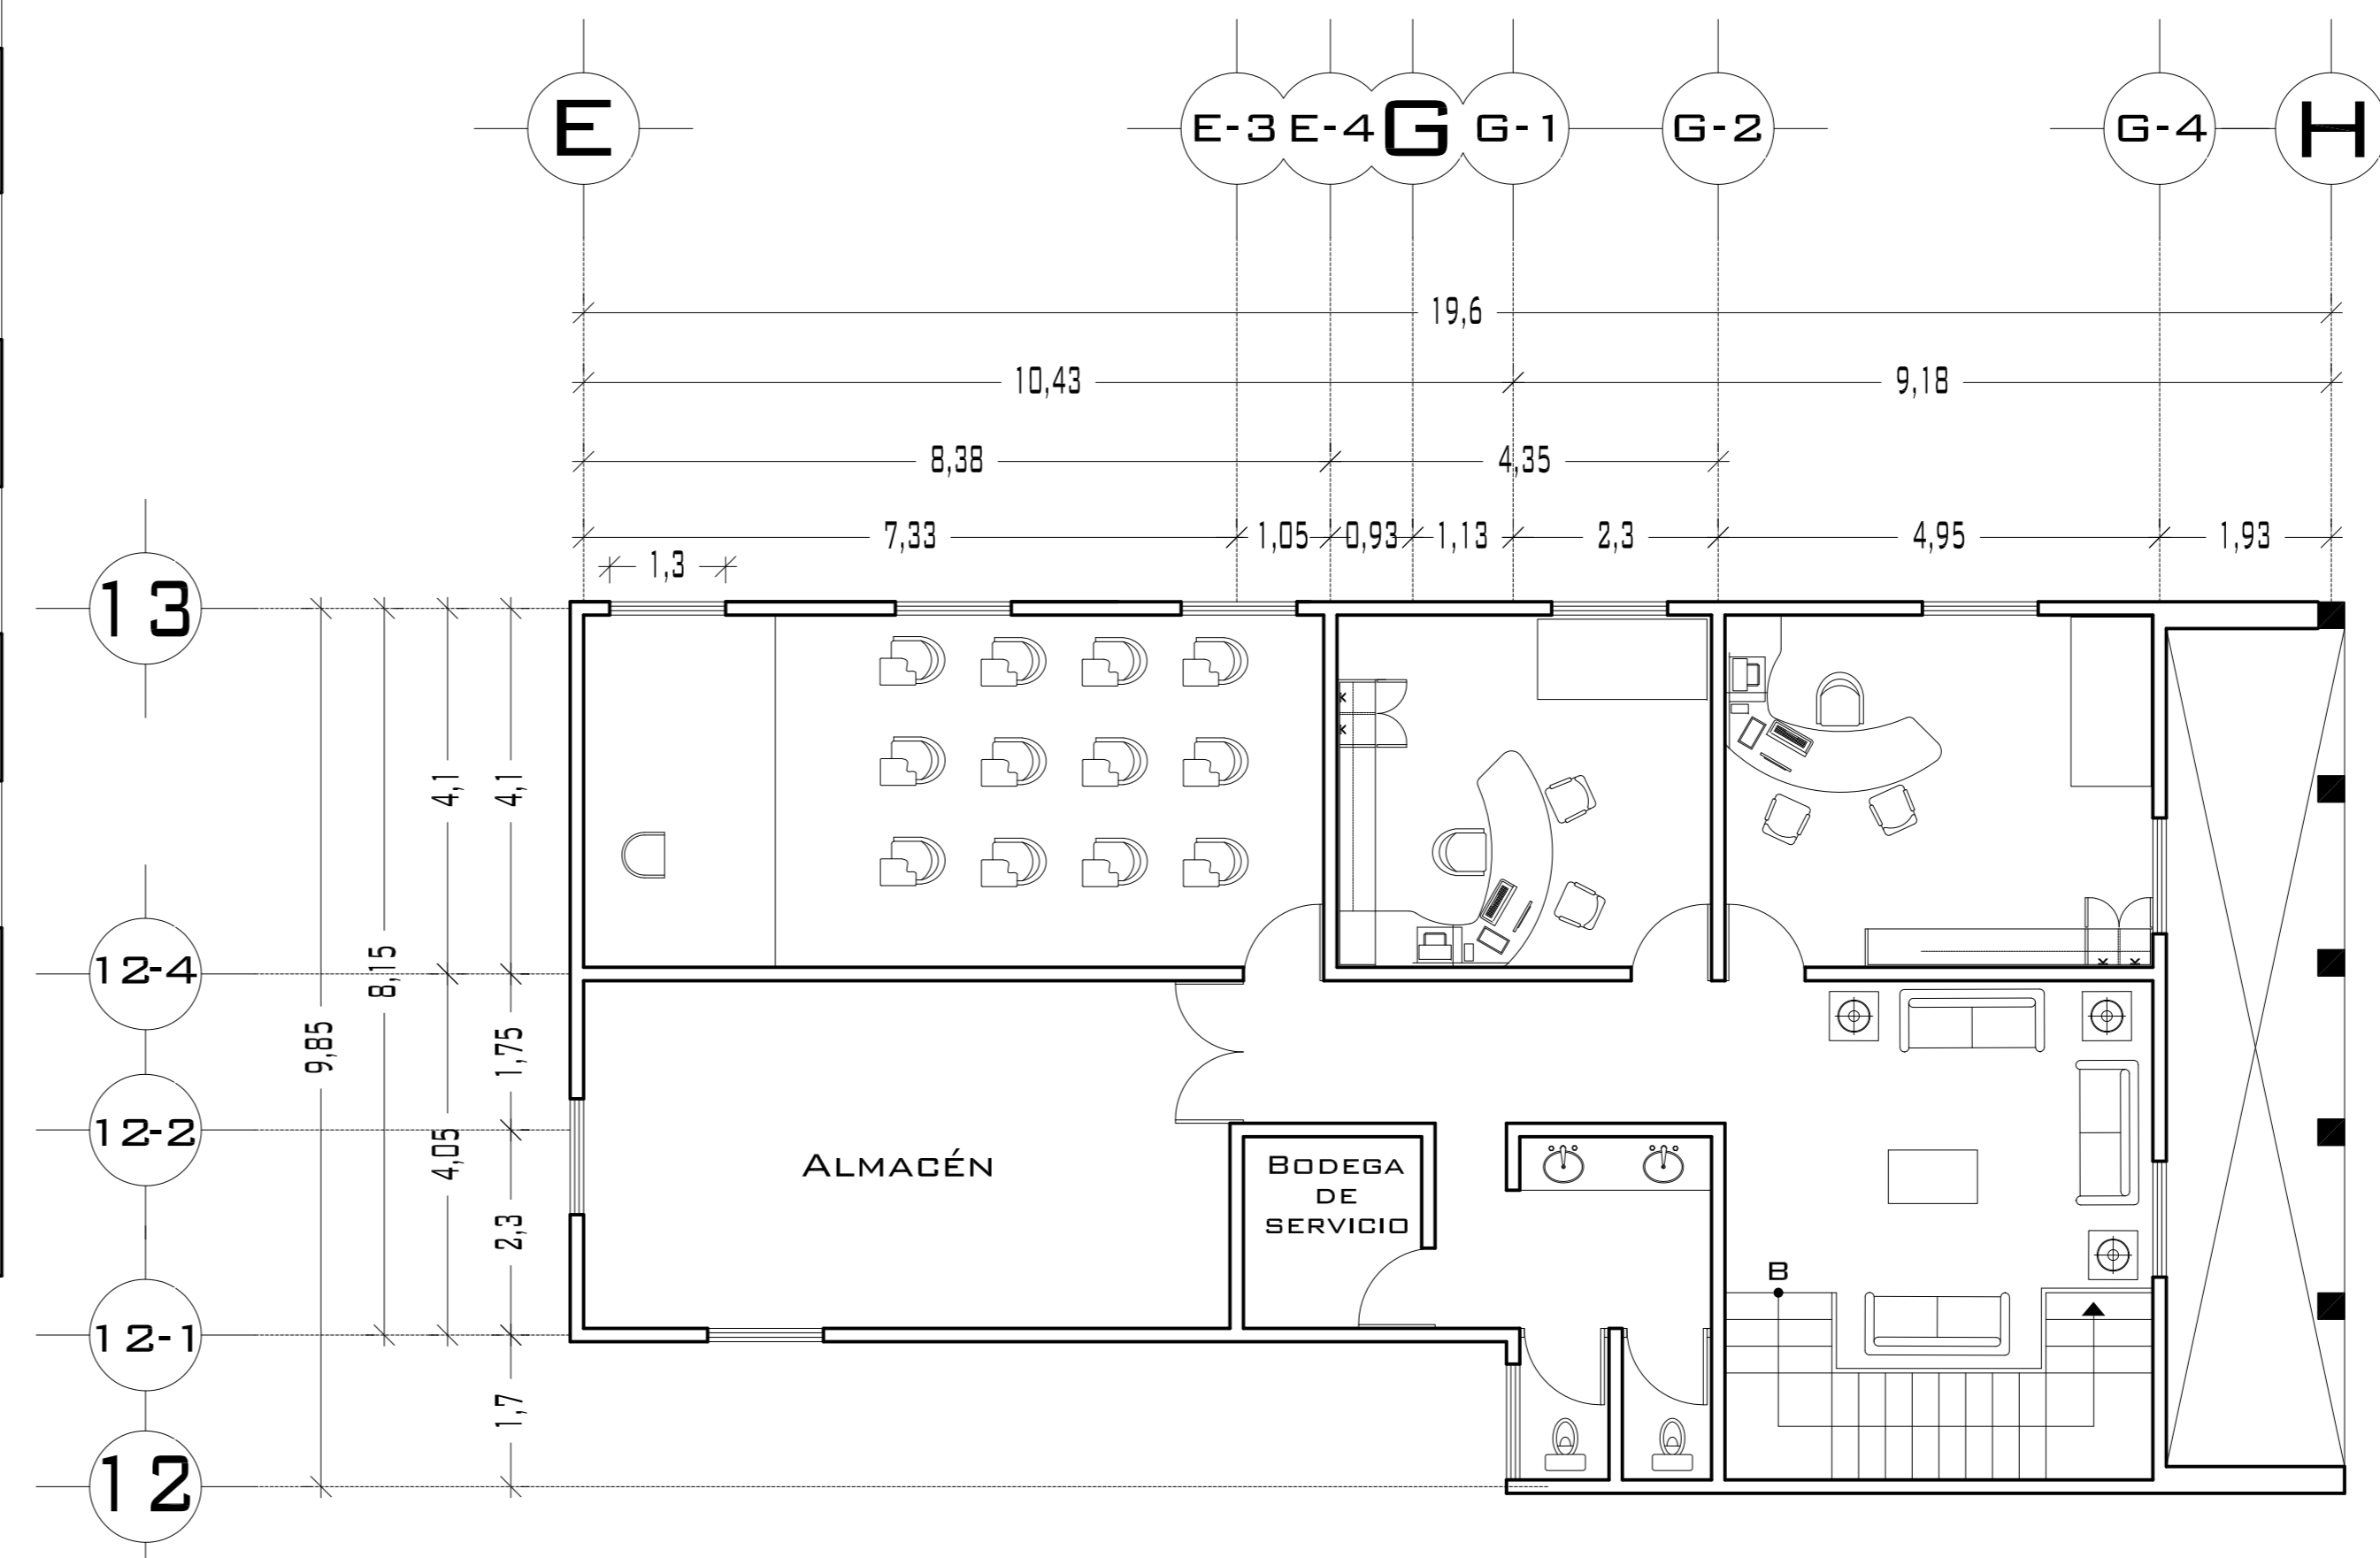 E E-3 E-4 G G-1 G-2 G-4 H
19,6
10,43 9,18
8,38 4,35
7,33 1,05 0,93 1,13 2,3 4,95 1,93
1,3
13
4,1 4,1
12-4
8,15
9,85 1,75
12-2
4,05
2,3
12-1
1,7
12
ALMACÉN
BODEGA
DE
SERVICIO
B